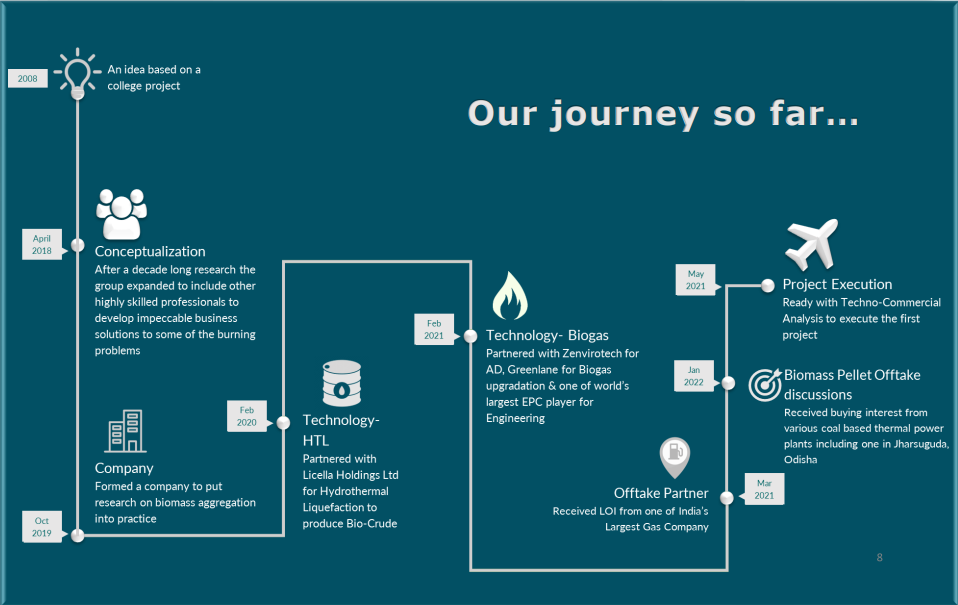 2008
An idea based on a
college project
Our journey so far...
April
2018
Conceptualization
After a decade long research the
group expanded to include other
highly skilled professionals to
develop impeccable business
solutions to some of the burning
problems
Oct
2019
Company
Formed a company to put
research on biomass aggregation
into practice
Feb
2020
Technology-
HTL
Partnered with
Licella Holdings Ltd
for Hydrothermal
Liquefaction to
produce Bio-Crude
Feb
2021
Technology- Biogas
Partnered with Zenvirotech for
AD, Greenlane for Biogas
upgradation & one of world's
largest EPC player for
Engineering
Mar
2021
Offtake Partner
Received LOI from one of India's
Largest Gas Company
Jan
2022
Biomass Pellet Offtake
discussions
Received buying interest from
various coal based thermal power
plants including one in Jharsuguda,
Odisha
May
2021
Project Execution
Ready with Techno-Commercial
Analysis to execute the first
project
8